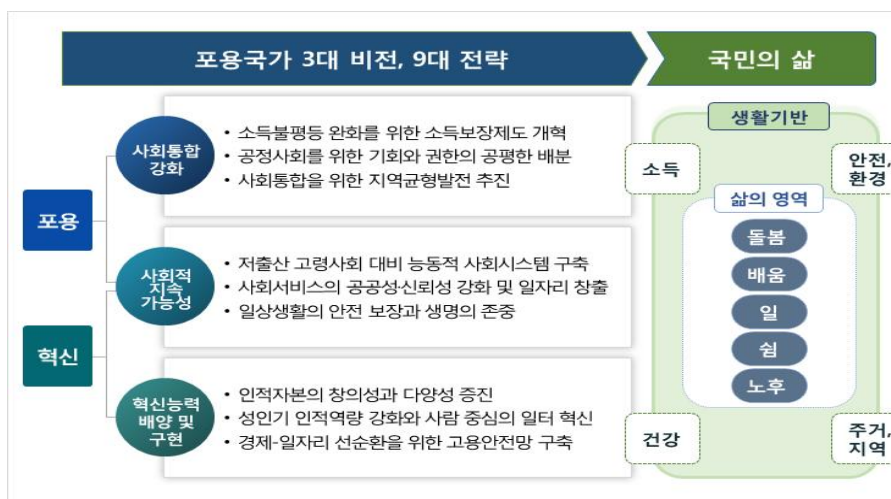 포용국가 3대 비전, 9대 전략
국민의 삶
포용
혁신
사회통합
강화
• 소득불평등 완화를 위한 소득보장제도 개혁
• 공정사회를 위한 기회와 권한의 공평한 배분
• 사회통합을 위한 지역균형발전 추진
사회적
지속
가능성
• 저출산 고령사회 대비 능동적 사회시스템 구축
• 사회서비스의 공공성·신뢰성 강화 및 일자리 창출
• 일상생활의 안전 보장과 생명의 존중
혁신능력
배양 및
구현
• 인적자본의 창의성과 다양성 증진
• 성인기 인적역량 강화와 사람 중심의 일터 혁신
• 경제-일자리 선순환을 위한 고용안전망 구축
생활기반
소득
안전,
환경
삶의 영역
돌봄
배움
일
쉼
노후
건강
주거,
지역